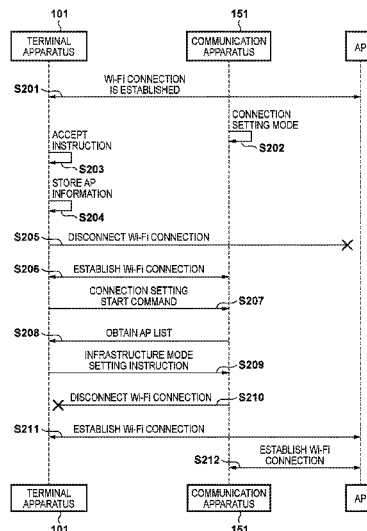 101
151
TERMINAL
APPARATUS
COMMUNICATION
APPARATUS
AP
S201
Wi-Fi CONNECTION
IS ESTABLISHED
CONNECTION
SETTING MODE
S202
ACCEPT
INSTRUCTION
S203
STORE AP
INFORMATION
S204
S205
DISCONNECT Wi-Fi CONNECTION
S206
ESTABLISH Wi-Fi CONNECTION
CONNECTION SETTING
START COMMAND
S207
S208
OBTAIN AP LIST
INFRASTRUCTURE MODE
SETTING INSTRUCTION
S209
DISCONNECT Wi-Fi CONNECTION
S210
S211
ESTABLISH Wi-Fi CONNECTION
S212
ESTABLISH Wi-Fi
CONNECTION
TERMINAL
APPARATUS
COMMUNICATION
APPARATUS
AP
101
151